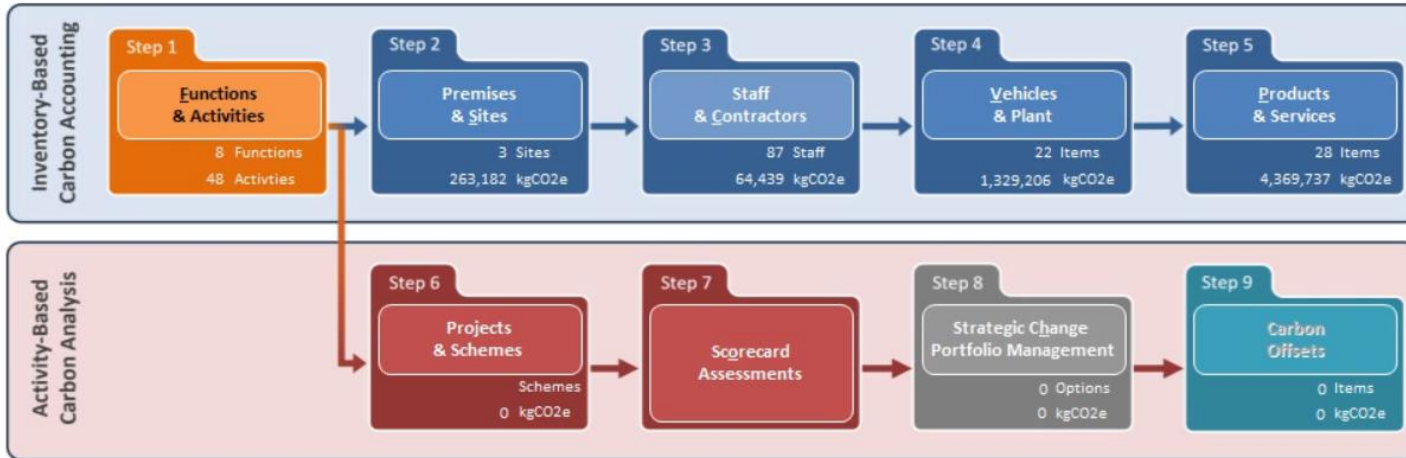 Inventory-Based
Carbon Accounting
Step 1
Functions
& Activities
8 Functions
48 Activties
Step 2
Premises
& Sites
3 Sites
263,182 kgCO2e
Step 3
Staff
& Contractors
87 Staff
64,439 kgCO2e
Step 4
Vehicles
& Plant
22 Items
1,329,206 kgCO2e
Step 5
Products
& Services
28 Items
4,369,737 kgCO2e
Activity-Based
Carbon Analysis
Step 6
Projects
& Schemes
Schemes
0 kgCO2e
Step 7
Scorecard
Assessments
Step 8
Strategic Change
Portfolio Management
0 Options
0 kgCO2e
Step 9
Carbon
Offsets
0 Items
0 kgCO2e